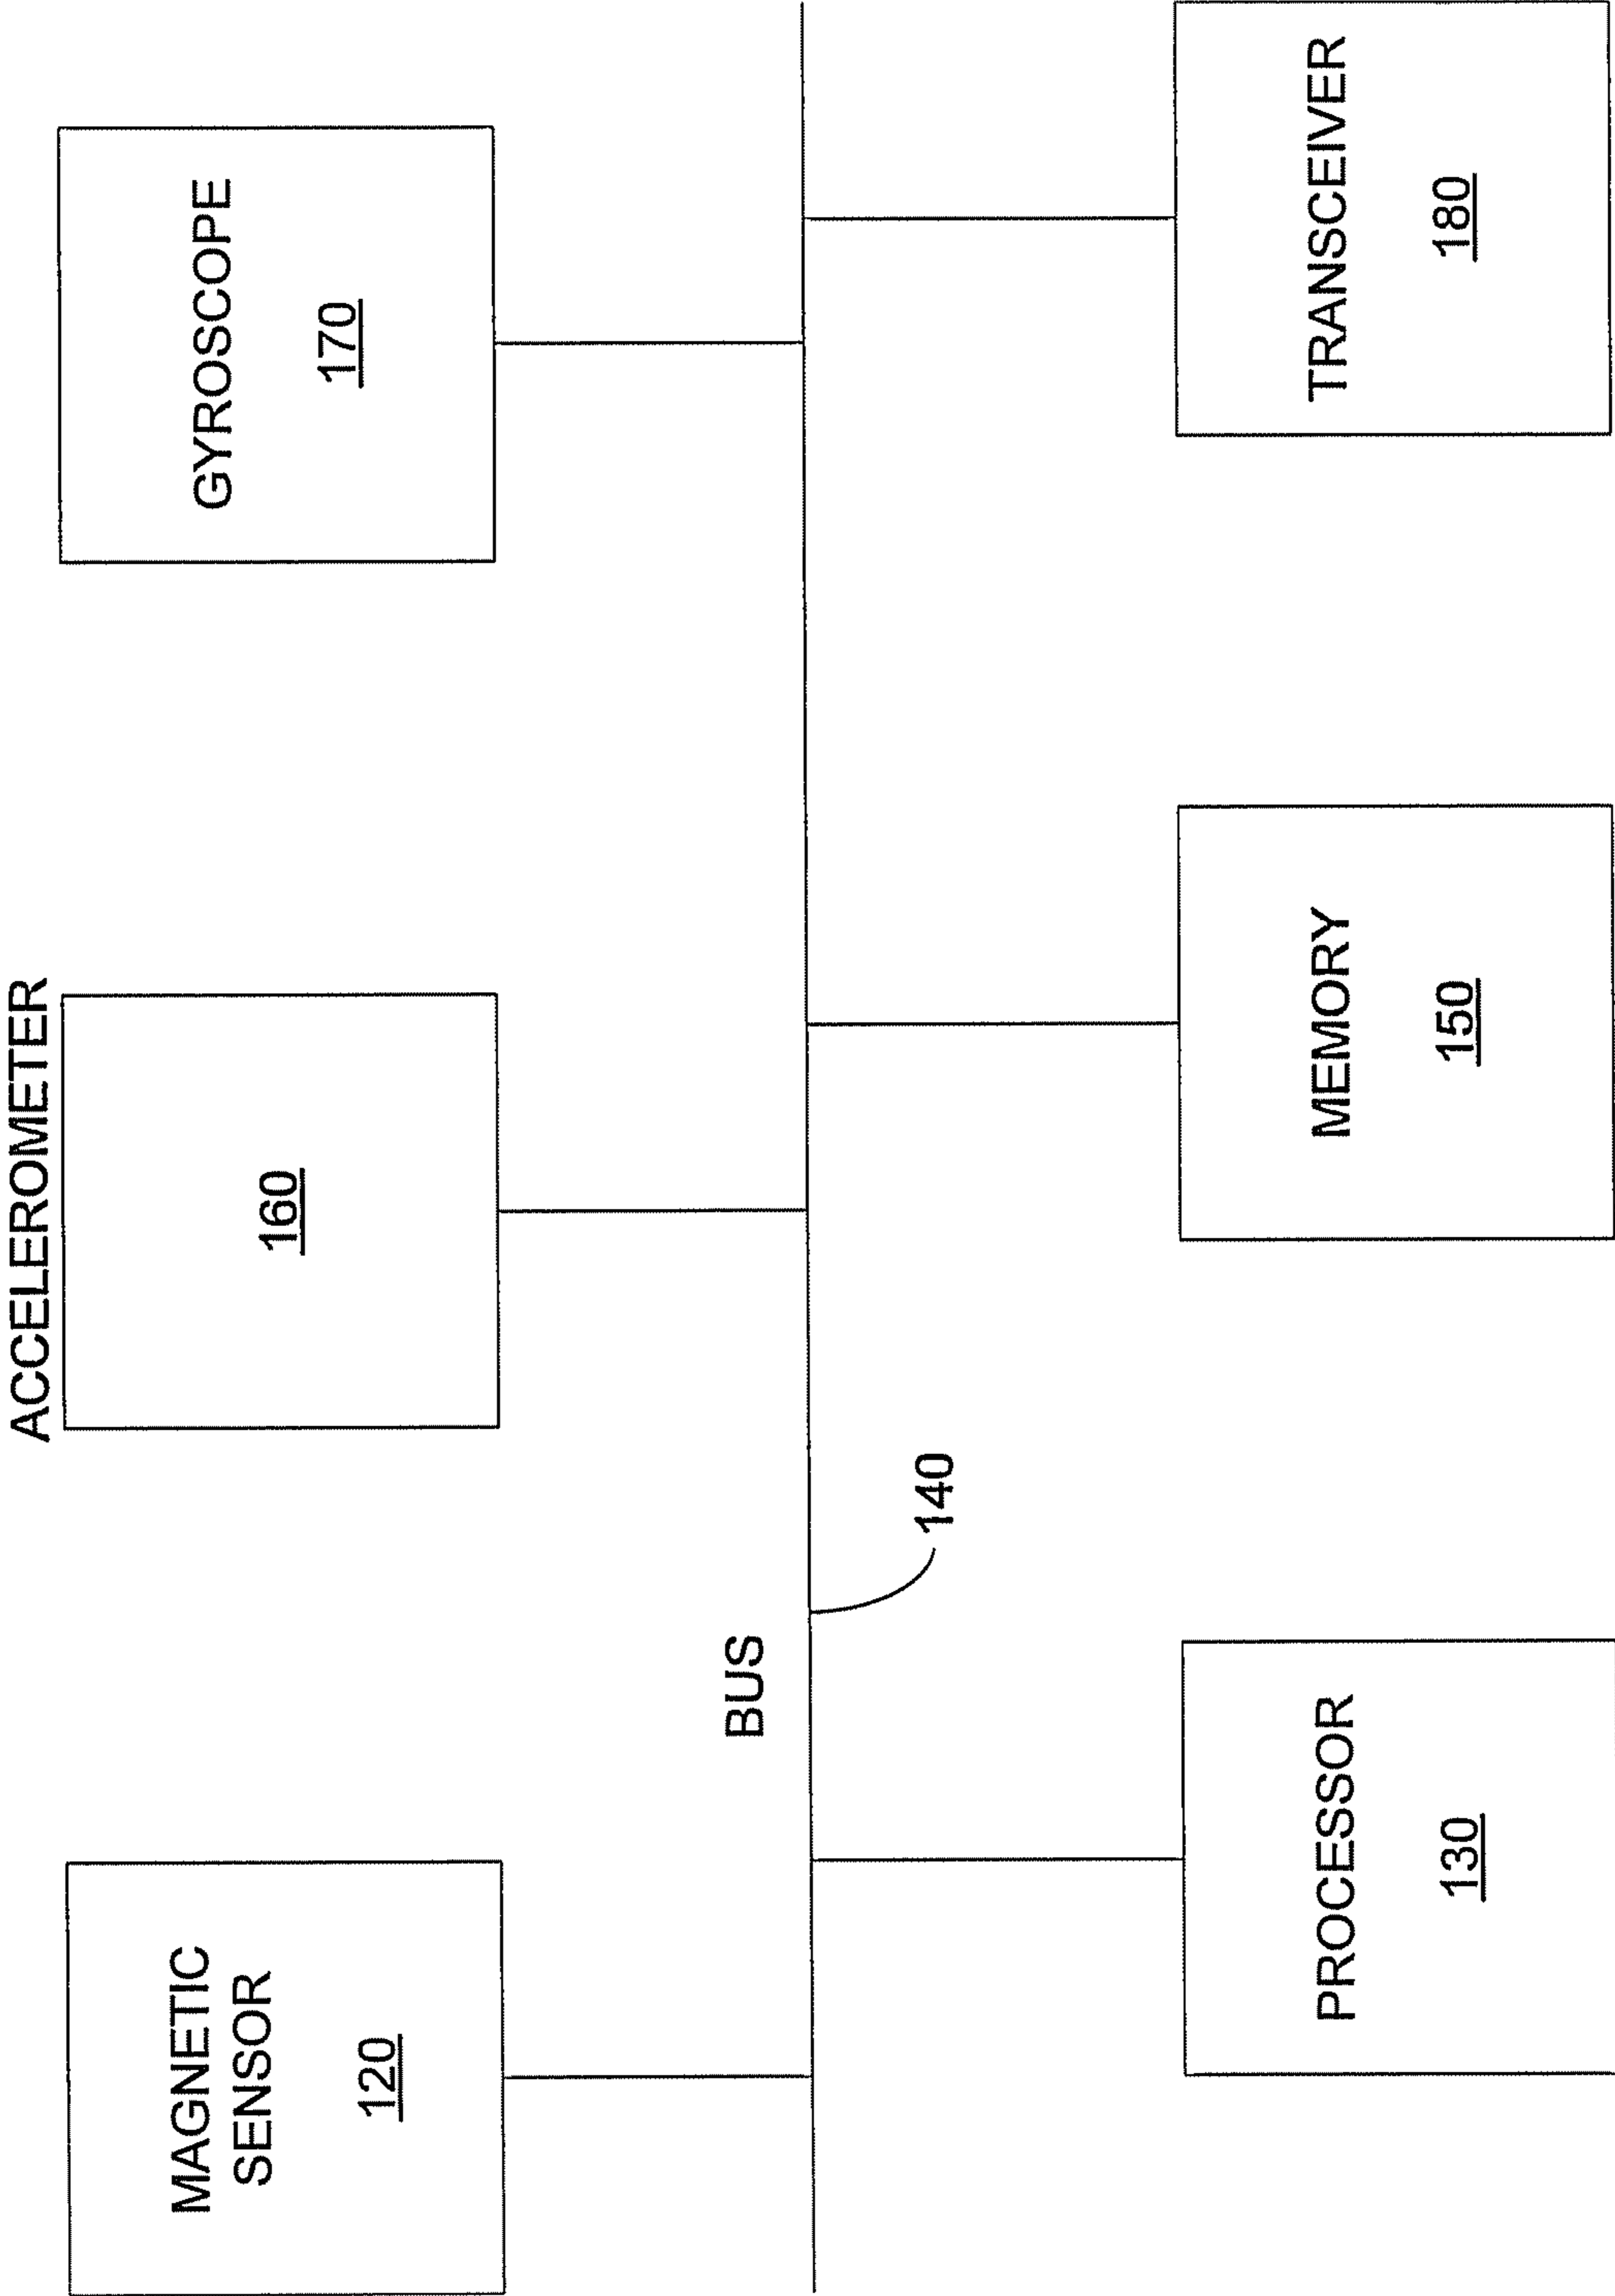 MAGNETIC
SENSOR
120
ACCELEROMETER
160
GYROSCOPE
170
BUS
140
PROCESSOR
130
MEMORY
150
TRANSCEIVER
180